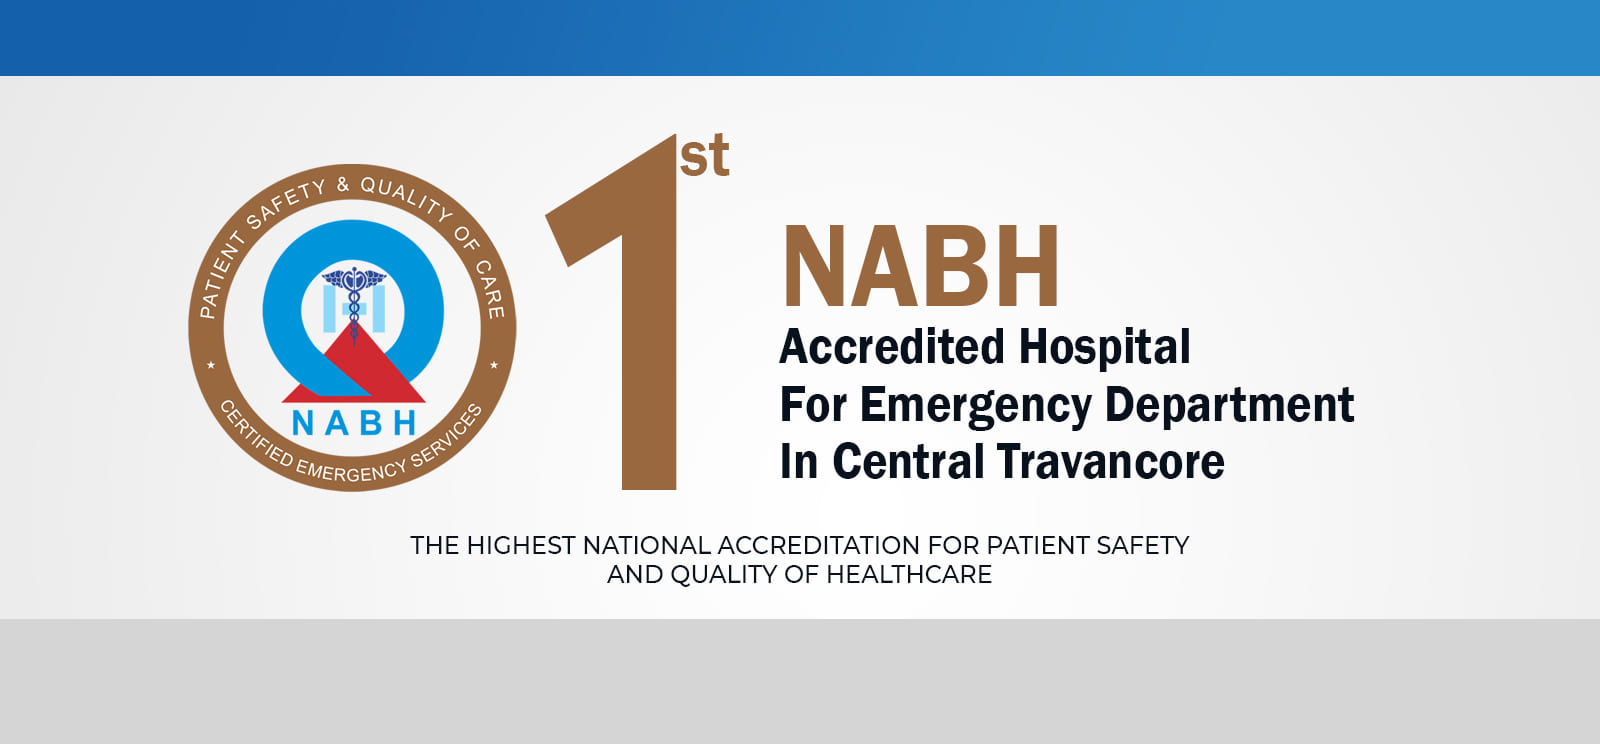 PATIENT SAFETY & QUALITY OF CARE
NABH
CERTIFIED EMERGENCY SERVICES
1st
NABH
Accredited Hospital
For Emergency Department
In Central Travancore
THE HIGHEST NATIONAL ACCREDITATION FOR PATIENT SAFETY
AND QUALITY OF HEALTHCARE